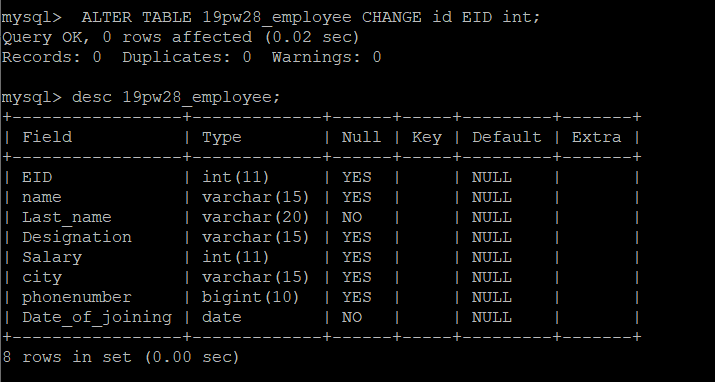 mysql>  ALTER TABLE 19pw28_employee CHANGE id EID int;
Query OK, 0 rows affected (0.02 sec)
Records: 0  Duplicates: 0  Warnings: 0

mysql> desc 19pw28_employee;
+-----------------+-------------+------+-----+---------+-------+
| Field           | Type        | Null | Key | Default | Extra |
+-----------------+-------------+------+-----+---------+-------+
| EID             | int(11)     | YES  |     | NULL    |       |
| name            | varchar(15) | YES  |     | NULL    |       |
| Last_name       | varchar(20) | NO   |     | NULL    |       |
| Designation     | varchar(15) | YES  |     | NULL    |       |
| Salary          | int(11)     | YES  |     | NULL    |       |
| city            | varchar(15) | YES  |     | NULL    |       |
| phonenumber     | bigint(10)  | YES  |     | NULL    |       |
| Date_of_joining | date        | NO   |     | NULL    |       |
+-----------------+-------------+------+-----+---------+-------+
8 rows in set (0.00 sec)